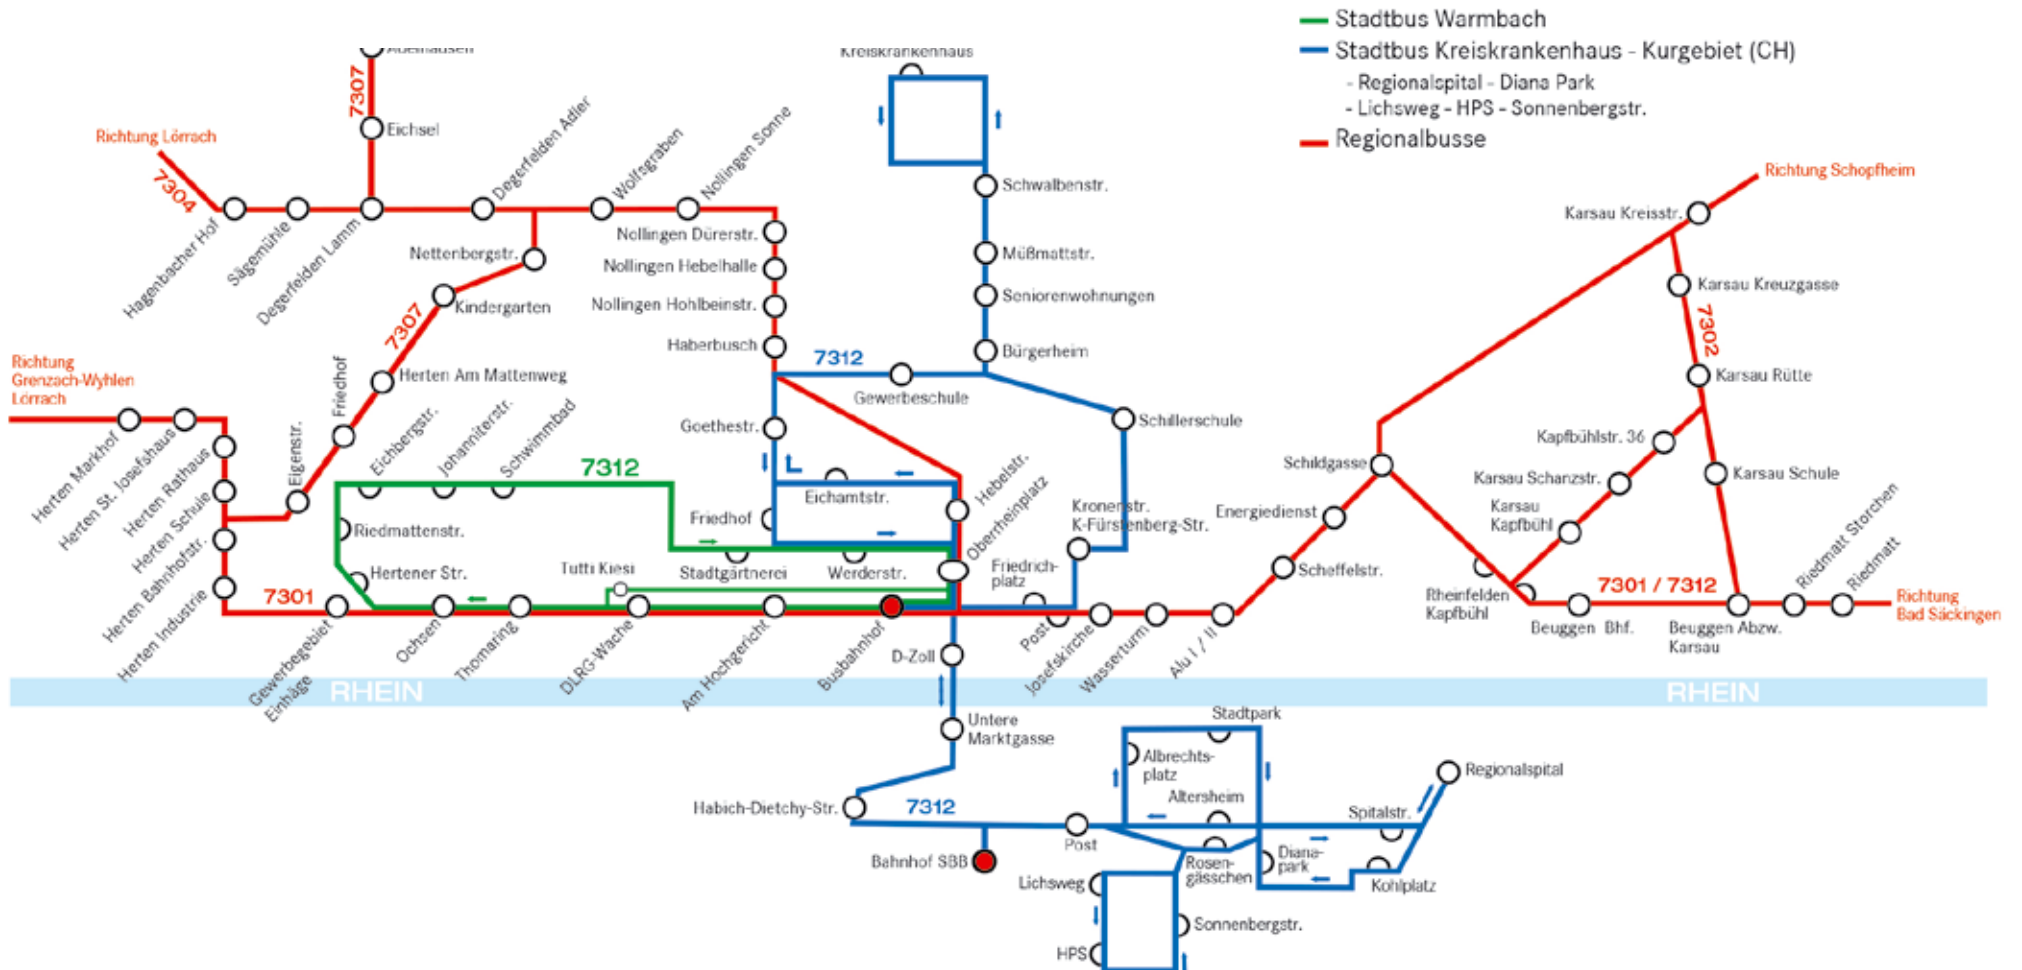 Stadtbus Warmbach
Stadtbus Kreiskrankenhaus - Kurgebiet (CH)
- Regionalspital - Diana Park
- Lichsweg - HPS - Sonnenbergstr.
Regionalbusse
Adelhausen
7307
Eichsel
Richtung Lörrach
7304
Hagenbacher Hof
Sägemühle
Degerfelden Lamm
Degerfelden Adler
Wolfsgraben
Nollingen Sonne
Nettenbergstr.
Kindergarten
7307
Herten Am Mattenweg
Friedhof
Eigenstr.
Nollingen Dürerstr.
Nollingen Hebelhalle
Nollingen Hohlbeinstr.
Haberbusch
Kreiskrankenhaus
Schwalbenstr.
Müßmattstr.
Seniorenwohnungen
Bürgerheim
7312
Gewerbeschule
Schillerschule
Goethestr.
Eichamtstr.
Friedhof
Hebelstr.
Oberrheinplatz
Kronenstr.
K-Fürstenberg-Str.
Friedrich-
platz
Richtung
Grenzach-Wyhlen
Lörrach
Herten Markhof
Herten St. Josefshaus
Herten Rathaus
Herten Schule
Herten Bahnhofstr.
Herten Industrie
7301
Eichbergstr.
Johanniterstr.
Schwimmbad
7312
Riedmattenstr.
Hertener Str.
Tutti Kiesi
Stadtgärtnerei
Werderstr.
Gewerbegebiet
Einhäge
Ochsen
Thomaring
DLRG-Wache
Am Hochgericht
Busbahnhof
Post
Josefskirche
Wasserturm
Alu I / II
Scheffelstr.
Energiedienst
Schildgasse
Richtung Schopfheim
Karsau Kreisstr.
Karsau Kreuzgasse
7302
Karsau Rütte
Kapfbühlstr. 36
Karsau Schanzstr.
Karsau
Kapfbühl
Karsau Schule
Rheinfelden
Kapfbühl
7301 / 7312
Beuggen Bhf.
Beuggen Abzw.
Karsau
Riedmatt Storchen
Riedmatt
Richtung
Bad Säckingen
RHEIN
RHEIN
D-Zoll
Untere
Marktgasse
Habich-Dietchy-Str.
7312
Bahnhof SBB
Post
Stadtpark
Albrechts-
platz
Altersheim
Rosen-
gässchen
Diana-
park
Spitalstr.
Regionalspital
Kohlplatz
Lichsweg
Sonnenbergstr.
HPS